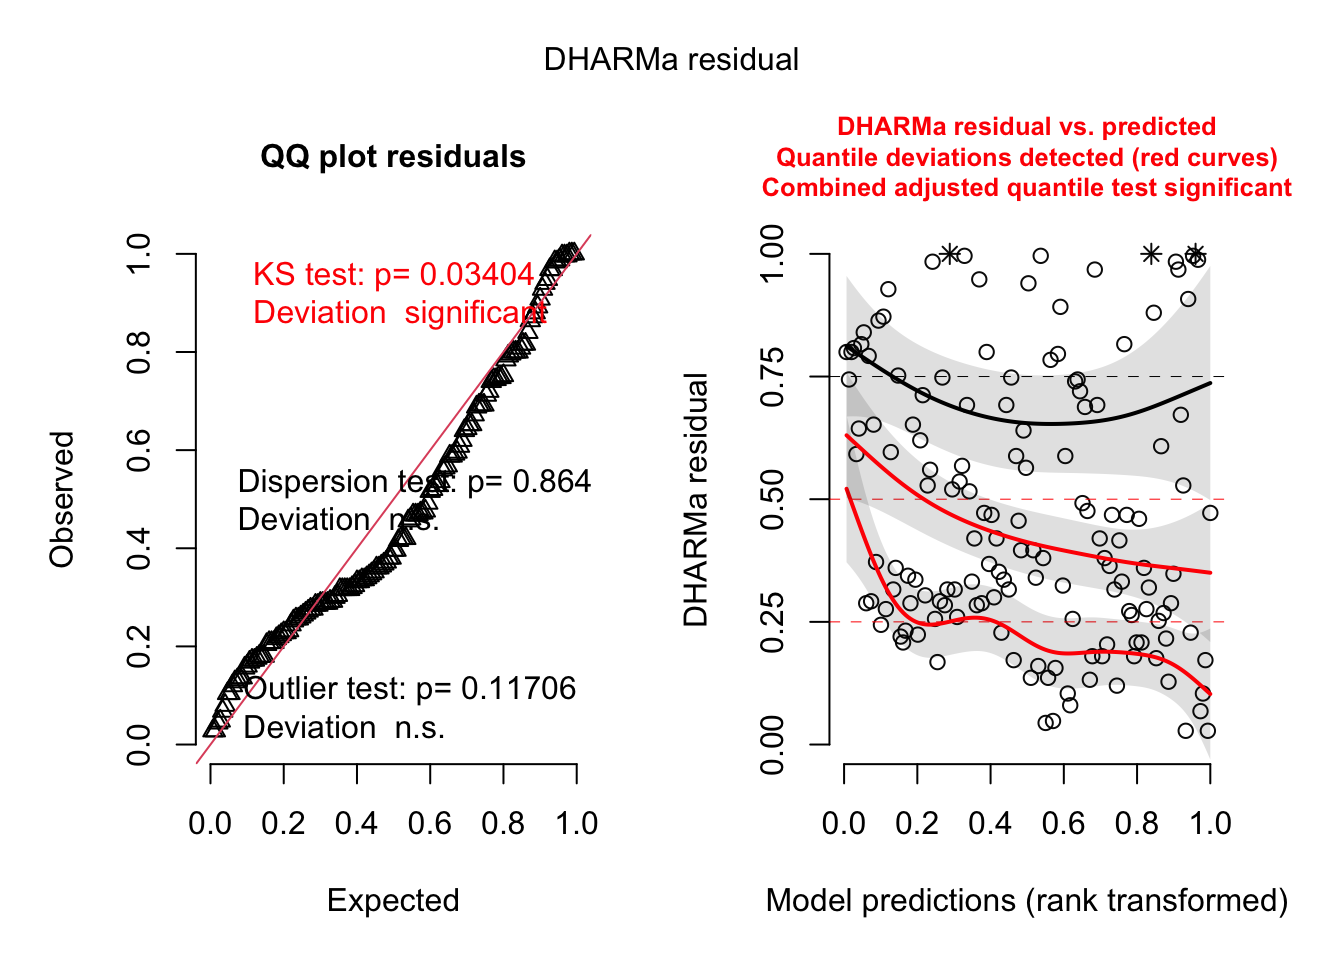 DHARMa residual
QQ plot residuals
KS test: p= 0.03404
Deviation  significant
Dispersion test: p= 0.864
Deviation  n.s.
Outlier test: p= 0.11706
Deviation  n.s.
Observed
0.0 0.2 0.4 0.6 0.8 1.0
0.0 0.2 0.4 0.6 0.8 1.0
Expected
DHARMa residual vs. predicted
Quantile deviations detected (red curves)
Combined adjusted quantile test significant
DHARMa residual
0.00 0.25 0.50 0.75 1.00
0.0 0.2 0.4 0.6 0.8 1.0
Model predictions (rank transformed)